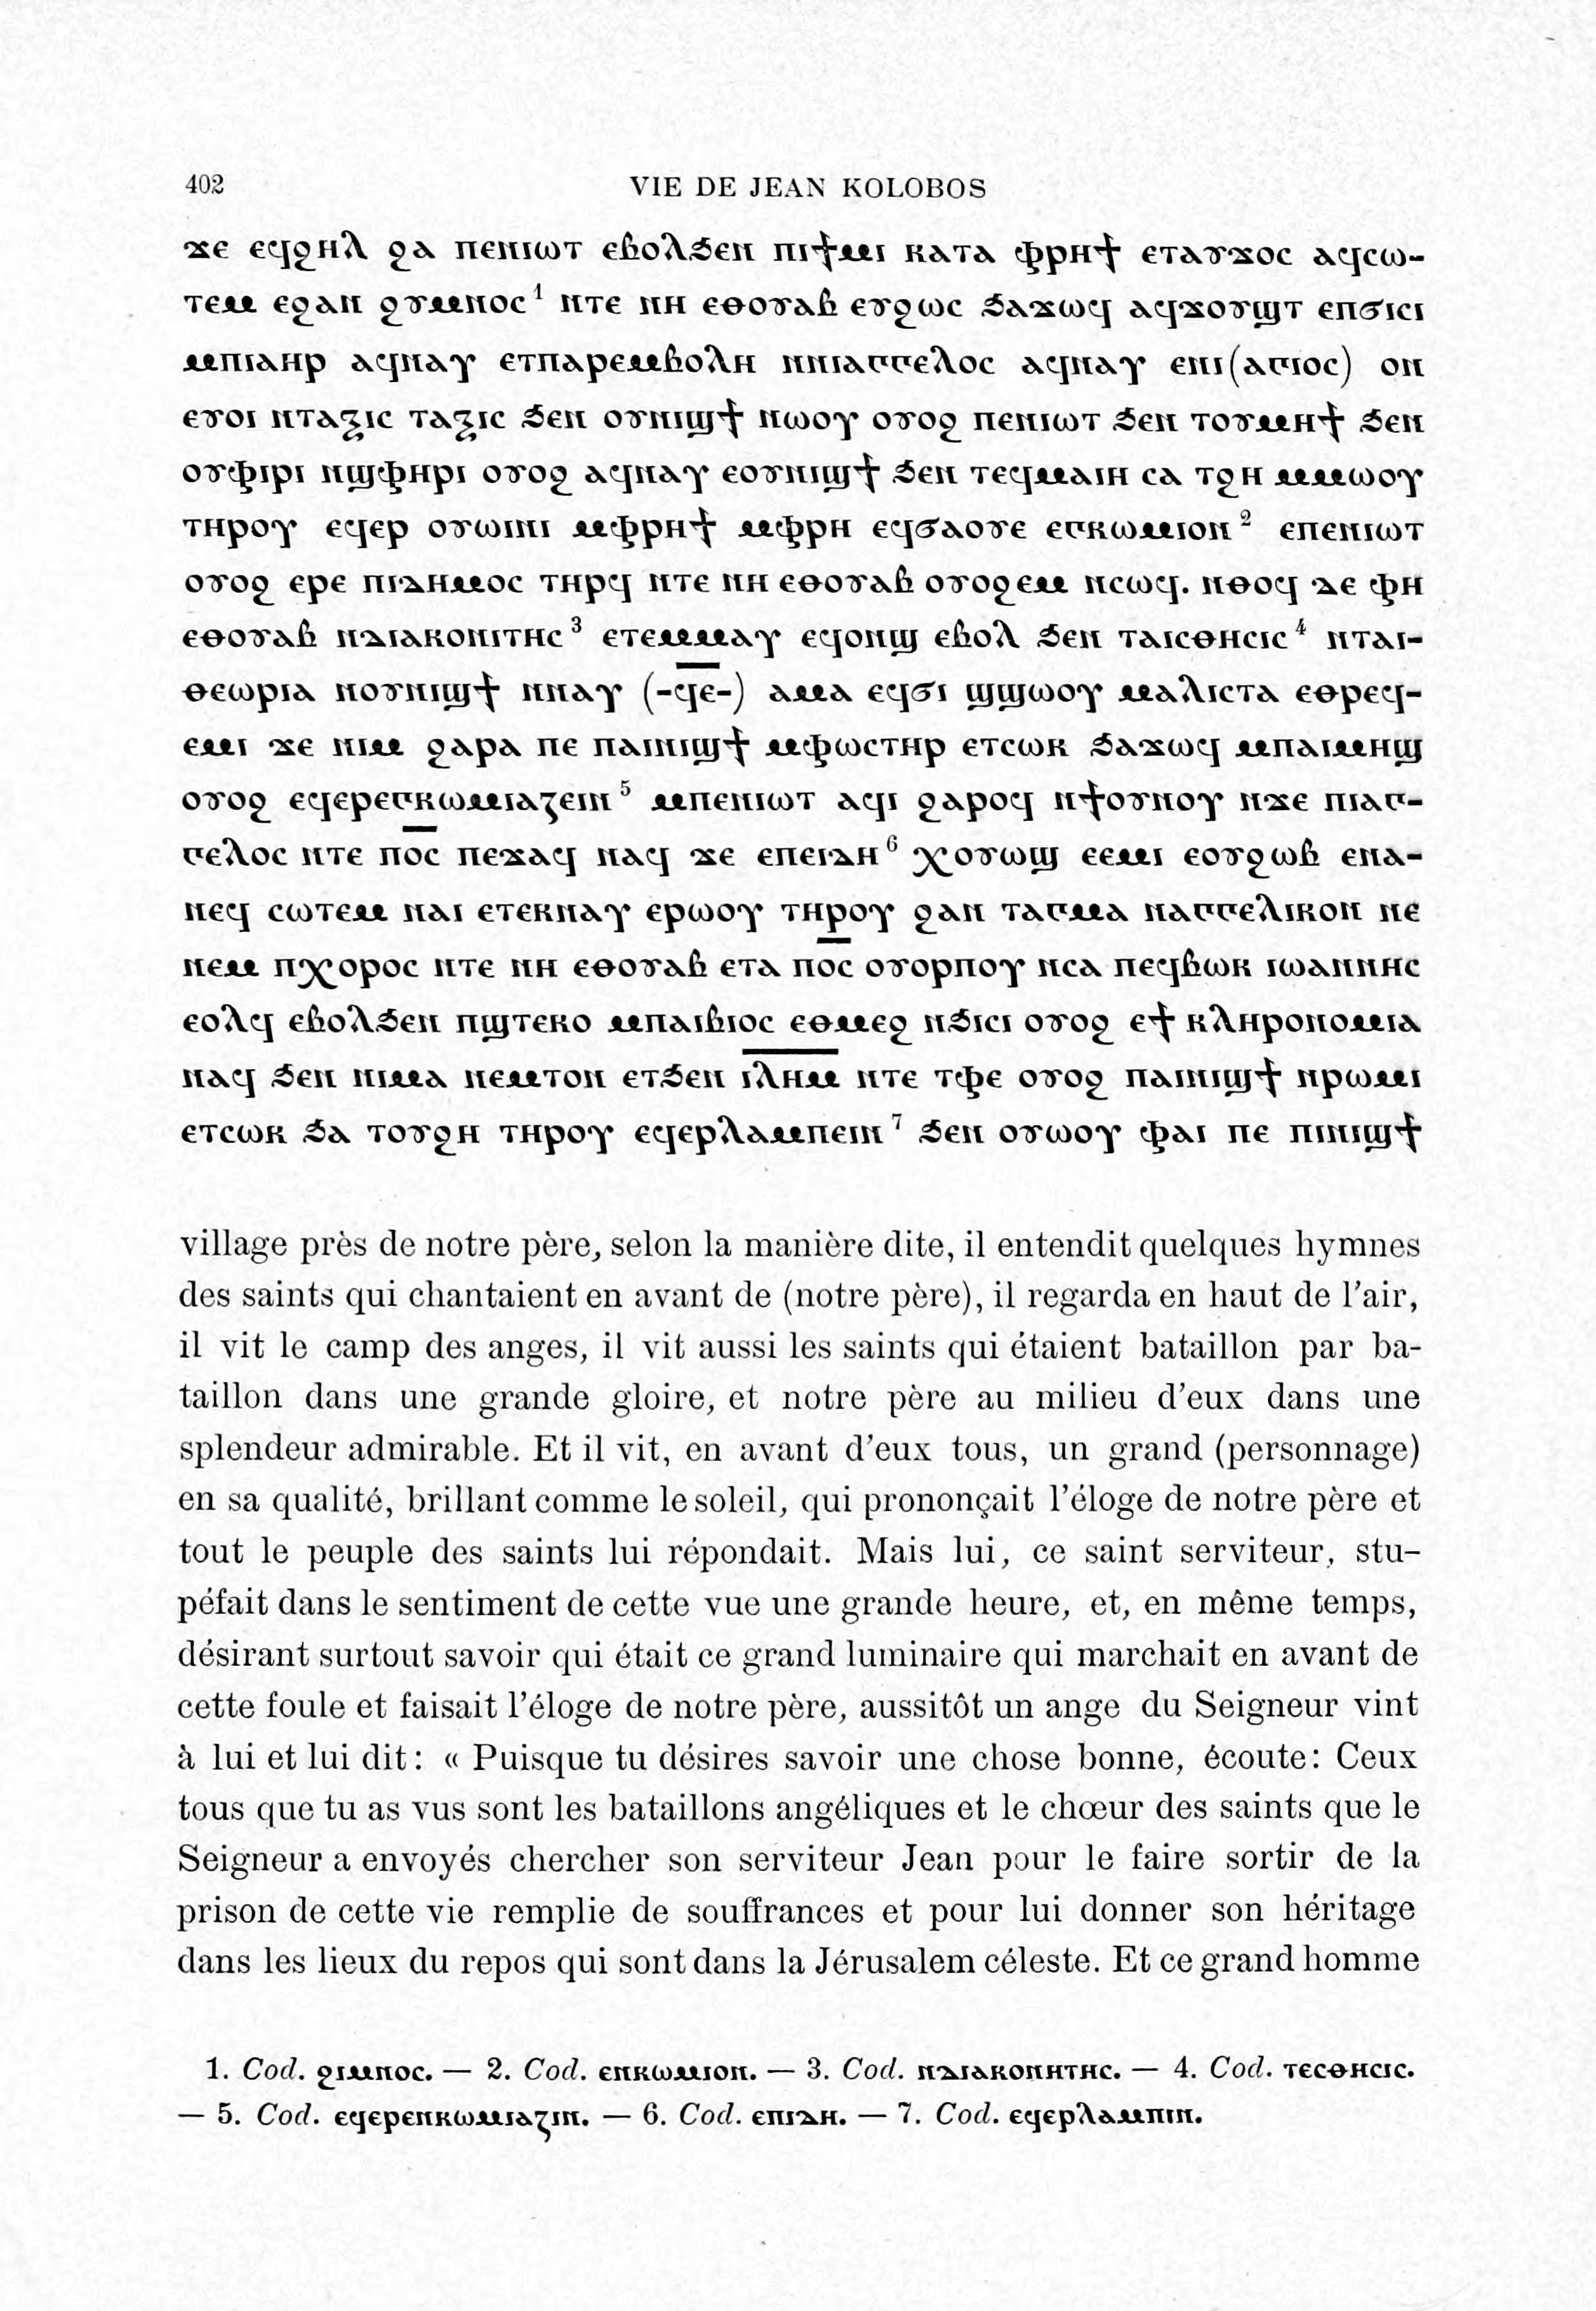 402
VIE DE JEAN KOLOBOS
ϫⲉ ⲉϥϩⲏⲗ ϩⲁ ⲡⲉⲛⲓⲱⲧ ⲉⲃⲟⲗϧⲉⲛ ⲡⲓϯⲙⲓ ⲕⲁⲧⲁ ⲫⲣⲏϯ ⲉⲧⲁⲩϫⲟⲥ ⲁϥⲥⲱ-
ⲧⲉⲙ ⲉϩⲁⲛ ϩⲩⲙⲛⲟⲥ¹ ⲛⲧⲉ ⲛⲏ ⲉⲑⲟⲩⲁⲃ ⲉⲩϩⲱⲥ ϧⲁϫⲱϥ ⲁϥϫⲟⲩϣⲧ ⲉⲡϭⲓⲥⲓ
ⲙⲡⲓⲁⲏⲣ ⲁϥⲛⲁⲩ ⲉⲧⲡⲁⲣⲉⲙⲃⲟⲗⲏ ⲛⲛⲓⲁⲅⲅⲉⲗⲟⲥ ⲁϥⲛⲁⲩ ⲉⲛⲓ(ⲁⲅⲓⲟⲥ) ⲟⲛ
ⲉⲩⲟⲓ ⲛⲧⲁⲝⲓⲥ ⲧⲁⲝⲓⲥ ϧⲉⲛ ⲟⲩⲛⲓϣϯ ⲛⲱⲟⲩ ⲟⲩⲟϩ ⲡⲉⲛⲓⲱⲧ ϧⲉⲛ ⲧⲟⲩⲙⲏϯ ϧⲉⲛ
ⲟⲩⲫⲓⲣⲓ ⲛϣⲫⲏⲣⲓ ⲟⲩⲟϩ ⲁϥⲛⲁⲩ ⲉⲟⲩⲛⲓϣϯ ϧⲉⲛ ⲧⲉϥⲙⲁⲓⲏ ⲥⲁ ⲧϩⲏ ⲙⲙⲱⲟⲩ
ⲧⲏⲣⲟⲩ ⲉϥⲉⲣ ⲟⲩⲱⲓⲛⲓ ⲙⲫⲣⲏϯ ⲙⲫⲣⲏ ⲉϥϭⲁⲟⲩⲉ ⲉⲅⲕⲱⲙⲓⲟⲛ² ⲉⲡⲉⲛⲓⲱⲧ
ⲟⲩⲟϩ ⲉⲣⲉ ⲡⲓⲇⲏⲙⲟⲥ ⲧⲏⲣϥ ⲛⲧⲉ ⲛⲏ ⲉⲑⲟⲩⲁⲃ ⲟⲩⲟϩⲉⲙ ⲛⲥⲱϥ. ⲛⲑⲟϥ ⲇⲉ ⲫⲏ
ⲉⲑⲟⲩⲁⲃ ⲛⲇⲓⲁⲕⲟⲛⲓⲧⲏⲥ³ ⲉⲧⲉⲙⲙⲁⲩ ⲉϥⲟⲙϣ ⲉⲃⲟⲗ ϧⲉⲛ ⲧⲁⲓⲥⲑⲏⲥⲓⲥ⁴ ⲛⲧⲁⲓ-
ⲑⲉⲱⲣⲓⲁ ⲛⲟⲩⲛⲓϣϯ ⲛⲛⲁⲩ (-ϥ̅ⲉ̅-) ⲁⲙⲁ ⲉϥϭⲓ ϣϣⲱⲟⲩ ⲙⲁⲗⲓⲥⲧⲁ ⲉⲑⲣⲉϥ-
ⲉⲙⲓ ϫⲉ ⲛⲓⲙ ϩⲁⲣⲁ ⲡⲉ ⲡⲁⲓⲛⲓϣϯ ⲙⲫⲱⲥⲧⲏⲣ ⲉⲧⲥⲱⲕ ϧⲁϫⲱϥ ⲙⲡⲁⲓⲙⲏϣ
ⲟⲩⲟϩ ⲉϥⲉⲣⲉⲅⲕⲱⲙⲓⲁⲍⲉⲓⲛ⁵ ⲙⲡⲉⲛⲓⲱⲧ ⲁϥⲓ ϩⲁⲣⲟϥ ⲛϯⲟⲩⲛⲟⲩ ⲛϫⲉ ⲡⲓⲁⲅ-
ⲅⲉⲗⲟⲥ ⲛⲧⲉ ⲡⲟ̅ⲥ̅ ⲡⲉϫⲁϥ ⲛⲁϥ ϫⲉ ⲉⲡⲉⲓⲇⲏ⁶ ⲭⲟⲩⲱϣ ⲉⲉⲙⲓ ⲉⲟⲩϩⲱⲃ ⲉⲛⲁ-
ⲛⲉϥ ⲥⲱⲧⲉⲙ ⲛⲁⲓ ⲉⲧⲉⲕⲛⲁⲩ ⲉⲣⲱⲟⲩ ⲧⲏⲣⲟⲩ ϩⲁⲛ ⲧⲁⲅⲙⲁ ⲛⲁⲅⲅⲉⲗⲓⲕⲟⲛ ⲛⲉ
ⲛⲉⲙ ⲡⲭⲟⲣⲟⲥ ⲛⲧⲉ ⲛⲏ ⲉⲑⲟⲩⲁⲃ ⲉⲧⲁ ⲡⲟ̅ⲥ̅ ⲟⲩⲟⲣⲡⲟⲩ ⲛⲥⲁ ⲡⲉϥⲃⲱⲕ ⲓⲱⲁⲛⲛⲏⲥ
ⲉⲟⲗϥ ⲉⲃⲟⲗϧⲉⲛ ⲡϣⲧⲉⲕⲟ ⲙⲡⲁⲓⲃⲓⲟⲥ ⲉⲑⲙⲉϩ ⲛϧⲓⲥⲓ ⲟⲩⲟϩ ⲉϯ ⲕⲗⲏⲣⲟⲛⲟⲙⲓⲁ
ⲛⲁϥ ϧⲉⲛ ⲛⲓⲙⲁ ⲛⲉⲙⲧⲟⲛ ⲉⲧϧⲉⲛ ⲓ̅ⲗ̅ⲏ̅ⲙ̅ ⲛⲧⲉ ⲧⲫⲉ ⲟⲩⲟϩ ⲡⲁⲓⲛⲓϣϯ ⲛⲣⲱⲙⲓ
ⲉⲧⲥⲱⲕ ϧⲁ ⲧⲟⲩϩⲏ ⲧⲏⲣⲟⲩ ⲉϥⲉⲣⲗⲁⲙⲡⲉⲓⲛ⁷ ϧⲉⲛ ⲟⲩⲱⲟⲩ ⲫⲁⲓ ⲡⲉ ⲡⲓⲛⲓϣϯ
village près de notre père, selon la manière dite, il entendit quelques hymnes
des saints qui chantaient en avant de (notre père), il regarda en haut de l'air,
il vit le camp des anges, il vit aussi les saints qui étaient bataillon par ba-
taillon dans une grande gloire, et notre père au milieu d'eux dans une
splendeur admirable. Et il vit, en avant d'eux tous, un grand (personnage)
en sa qualité, brillant comme le soleil, qui prononçait l'éloge de notre père et
tout le peuple des saints lui répondait. Mais lui, ce saint serviteur, stu-
péfait dans le sentiment de cette vue une grande heure, et, en même temps,
désirant surtout savoir qui était ce grand luminaire qui marchait en avant de
cette foule et faisait l'éloge de notre père, aussitôt un ange du Seigneur vint
à lui et lui dit: « Puisque tu désires savoir une chose bonne, écoute: Ceux
tous que tu as vus sont les bataillons angéliques et le chœur des saints que le
Seigneur a envoyés chercher son serviteur Jean pour le faire sortir de la
prison de cette vie remplie de souffrances et pour lui donner son héritage
dans les lieux du repos qui sont dans la Jérusalem céleste. Et ce grand homme
1. Cod. ϩⲓⲙⲛⲟⲥ. — 2. Cod. ⲉⲛⲕⲱⲙⲓⲟⲛ. — 3. Cod. ⲛⲇⲓⲁⲕⲟⲛⲏⲧⲏⲥ. — 4. Cod. ⲧⲉⲥⲑⲏⲥⲓⲥ.
— 5. Cod. ⲉϥⲉⲣⲉⲛⲕⲱⲙⲓⲁⲍⲓⲛ. — 6. Cod. ⲉⲡⲓⲇⲏ. — 7. Cod. ⲉϥⲉⲣⲗⲁⲙⲡⲓⲛ.